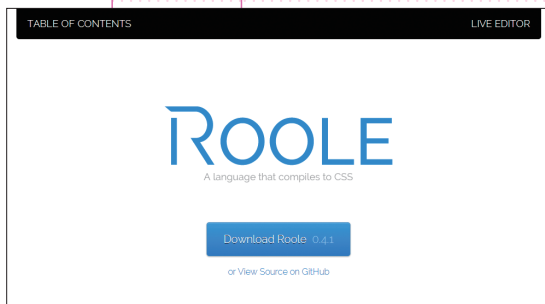 TABLE OF CONTENTS LIVE EDITOR
ROOLE
A language that compiles to CSS
Download Roole 0.4.1
or View Source on GitHub